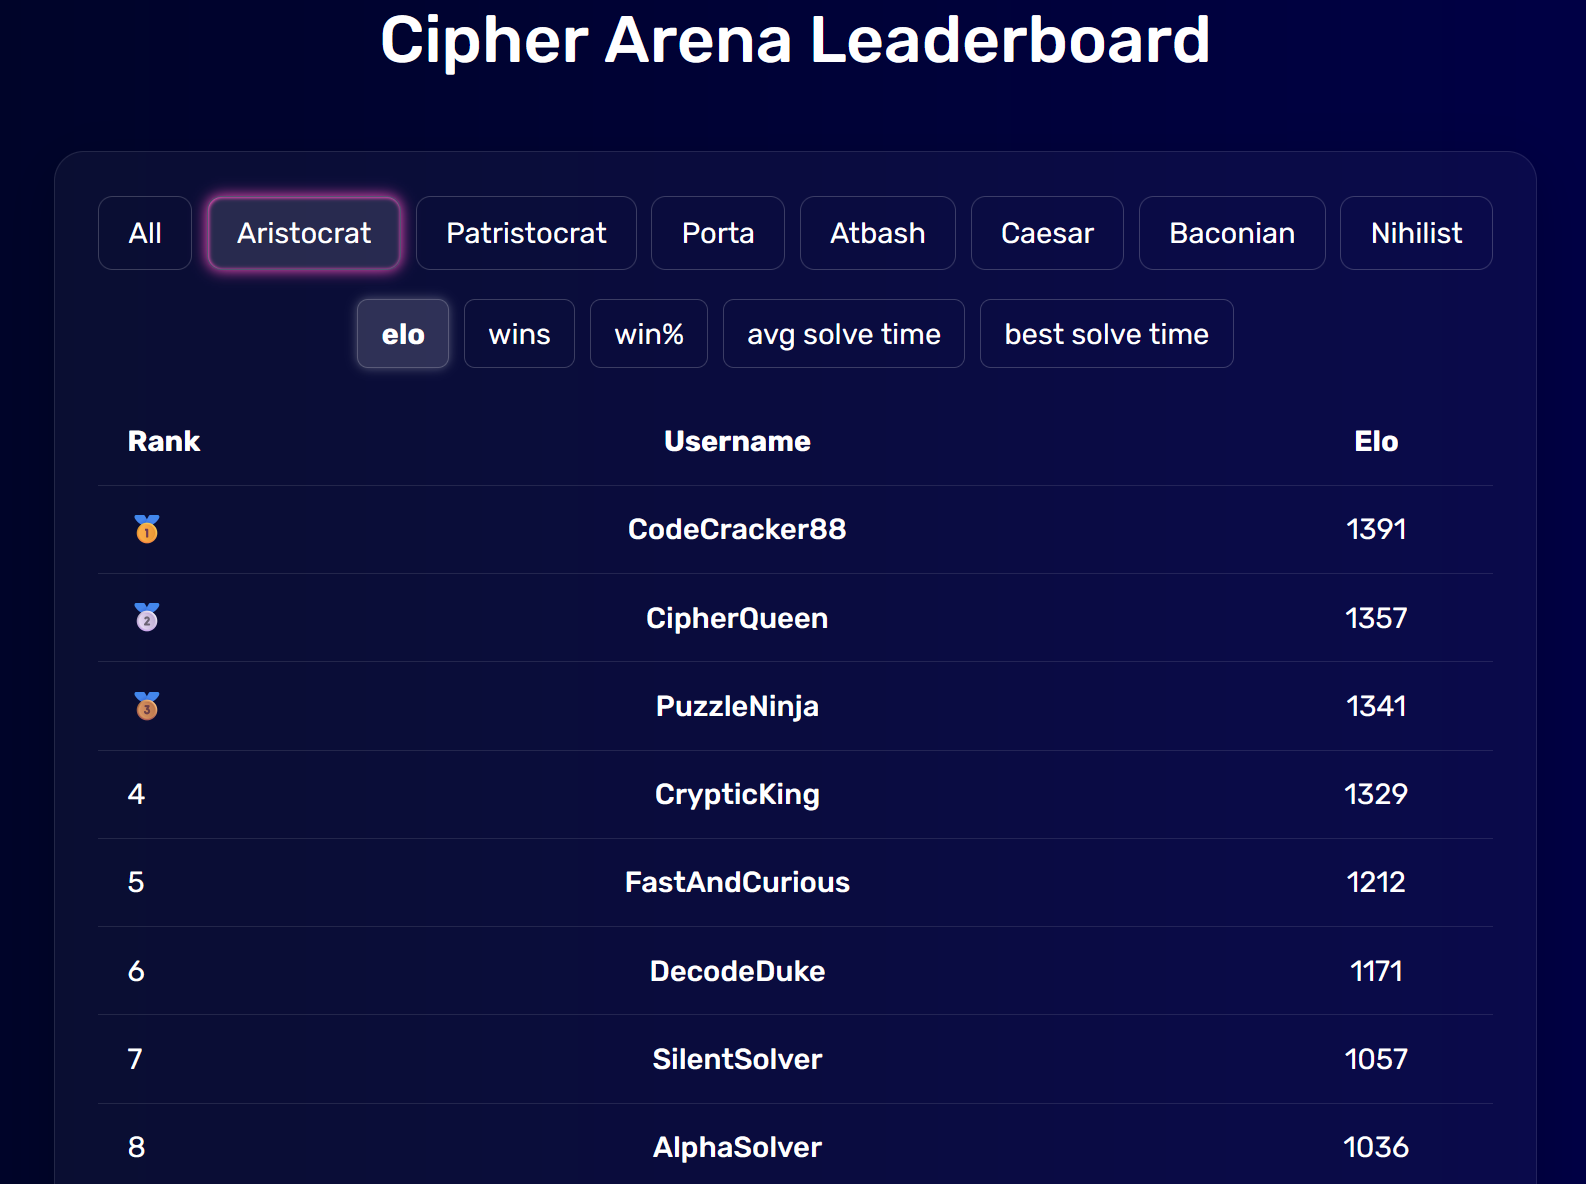 Cipher Arena Leaderboard
All Aristocrat Patristocrat Porta Atbash Caesar Baconian Nihilist
elo wins win% avg solve time best solve time
Rank Username Elo
1 CodeCracker88 1391
2 CipherQueen 1357
3 PuzzleNinja 1341
4 CrypticKing 1329
5 FastAndCurious 1212
6 DecodeDuke 1171
7 SilentSolver 1057
8 AlphaSolver 1036